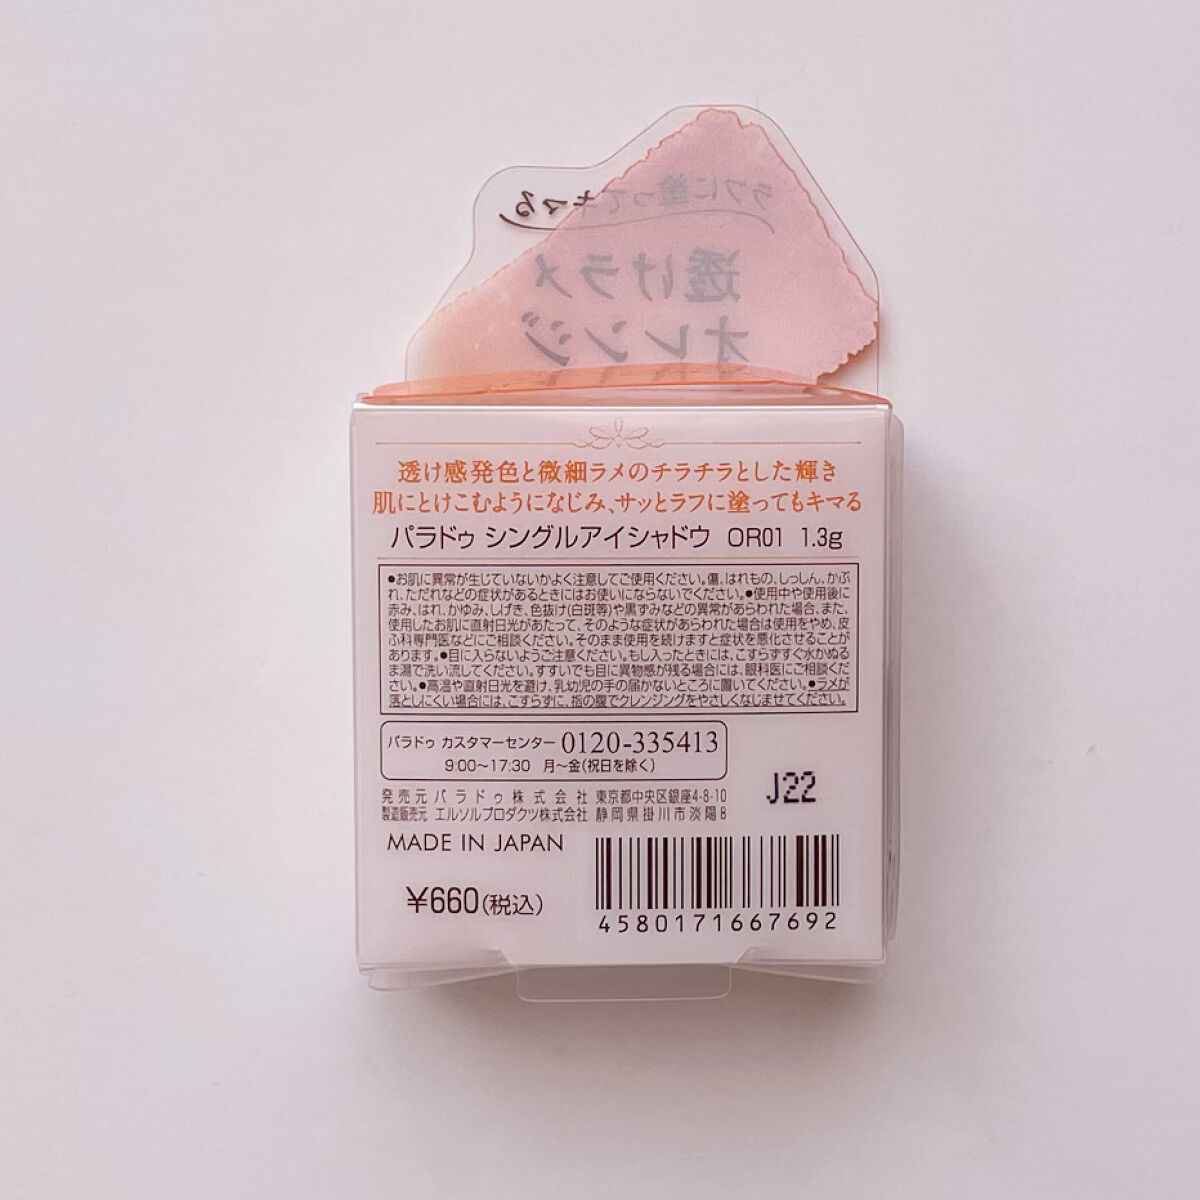 ラフに塗ってキマる
透けラメ
オレンジ
透け感発色と微細ラメのチラチラとした輝き
肌にとけこむようになじみ、サッとラフに塗ってもキマる
パラドゥ シングルアイシャドウ OR01 1.3g
●お肌に異常が生じていないかよく注意してご使用ください。傷、はれもの、しっしん、かぶ
れ、ただれなどの症状があるときにはお使いにならないでください。●使用中や使用後に
赤み、はれ、かゆみ、しげき、色抜け(白斑等)や黒ずみなどの異常があらわれた場合、また、
使用したお肌に直射日光があたって、そのような症状があらわれた場合は使用をやめ、皮
ふ科専門医などにご相談ください。そのまま使用を続けますと症状を悪化させることが
あります。●目に入らないようご注意ください。もし入ったときには、こすらずすぐ水かぬる
ま湯で洗い流してください。すすいでも目に異物感が残る場合には、眼科医にご相談くだ
さい。●高温や直射日光を避け、乳幼児の手の届かないところに置いてください。●ラメが
落としにくい場合には、こすらずに、指の腹でクレンジングをやさしくなじませてください。
パラドゥ カスタマーセンター 0120-335413
9:00〜17:30 月〜金(祝日を除く)
発売元 パラドゥ株式会社 東京都中央区銀座4-8-10
製造販売元 エルソルプロダクツ株式会社 静岡県掛川市淡陽8
J22
MADE IN JAPAN
¥660(税込)
4580171667692